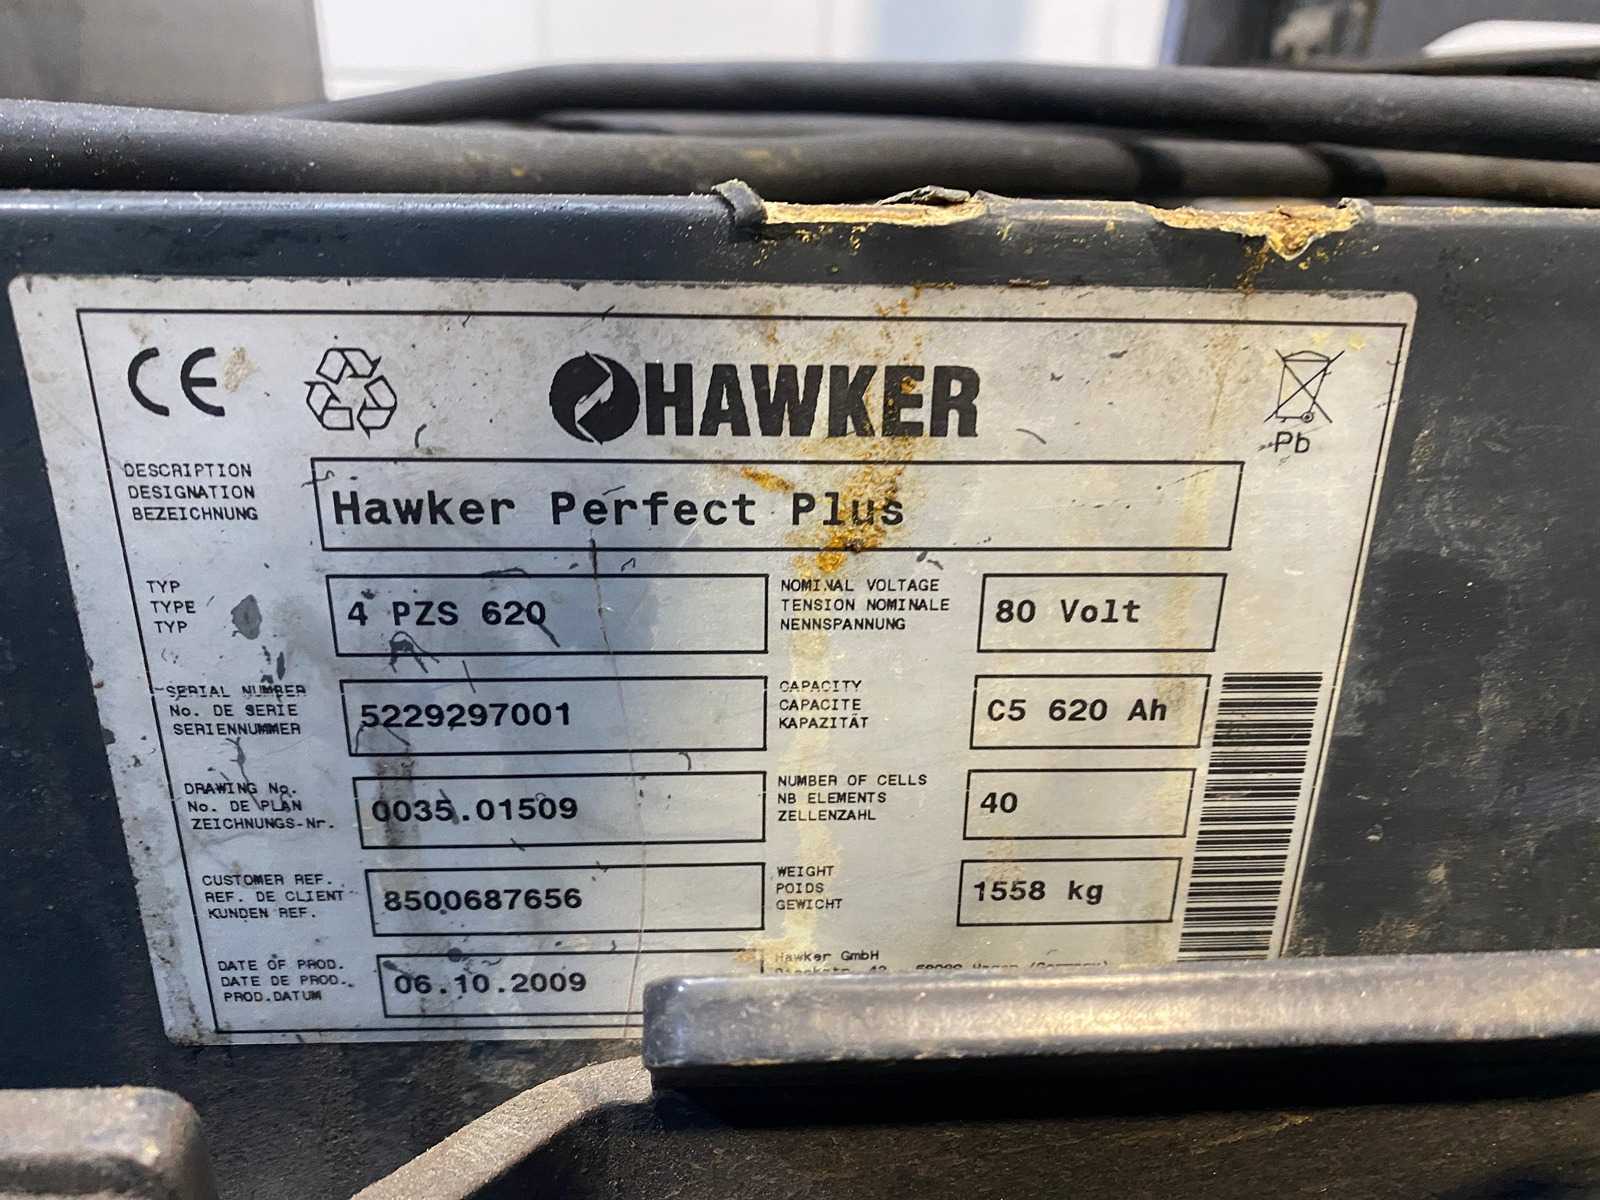 CE
HAWKER
Pb
DESCRIPTION
DESIGNATION
BEZEICHNUNG
Hawker Perfect Plus
TYP
TYPE
TYP
4 PZS 620
NOMINAL VOLTAGE
TENSION NOMINALE
NENNSPANNUNG
80 Volt
SERIAL NUMBER
No. DE SERIE
SERIENNUMMER
5229297001
CAPACITY
CAPACITE
KAPAZITÄT
C5 620 Ah
DRAWING No.
No. DE PLAN
ZEICHNUNGS-Nr.
0035.01509
NUMBER OF CELLS
NB ELEMENTS
ZELLENZAHL
40
CUSTOMER REF.
REF. DE CLIENT
KUNDEN REF.
8500687656
WEIGHT
POIDS
GEWICHT
1558 kg
DATE OF PROD.
DATE DE PROD.
PROD.DATUM
06.10.2009
Hawker GmbH